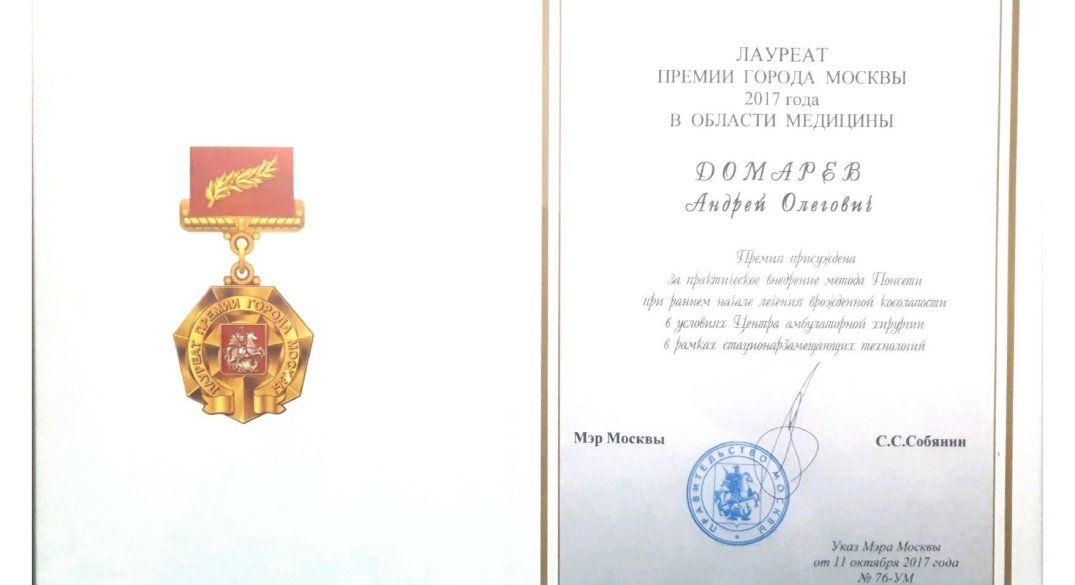 ЛАУРЕАТ ПРЕМИИ ГОРОДА МОСКВЫ
ЛАУРЕАТ
ПРЕМИИ ГОРОДА МОСКВЫ
2017 года
В ОБЛАСТИ МЕДИЦИНЫ
ДОМАРЕВ
Андрей Олегович
Премия присуждена
за практическое внедрение метода Понсети
при раннем начале лечения врожденной косолапости
в условиях Центра амбулаторной хирургии
в рамках стационарзамещающих технологий
Мэр Москвы
С.С.Собянин
ПРАВИТЕЛЬСТВО МОСКВЫ
Указ Мэра Москвы
от 11 октября 2017 года
№ 76-УМ